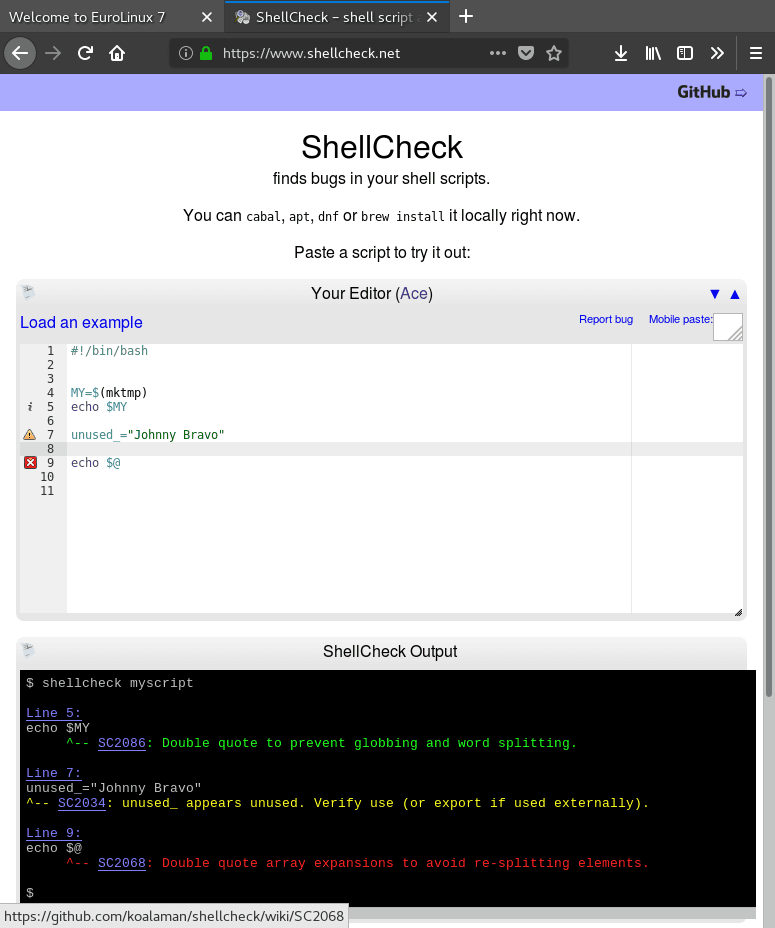 Welcome to EuroLinux 7
ShellCheck – shell script
https://www.shellcheck.net
GitHub ⇨
ShellCheck
finds bugs in your shell scripts.
You can cabal, apt, dnf or brew install it locally right now.
Paste a script to try it out:
Your Editor (Ace) ▼ ▲
Load an example
Report bug
Mobile paste:
1 #!/bin/bash
2
3
4 MY=$(mktmp)
i 5 echo $MY
6
7 unused_="Johnny Bravo"
8
9 echo $@
10
11
ShellCheck Output
$ shellcheck myscript
Line 5:
echo $MY
^-- SC2086: Double quote to prevent globbing and word splitting.
Line 7:
unused_="Johnny Bravo"
^-- SC2034: unused_ appears unused. Verify use (or export if used externally).
Line 9:
echo $@
^-- SC2068: Double quote array expansions to avoid re-splitting elements.
$
https://github.com/koalaman/shellcheck/wiki/SC2068